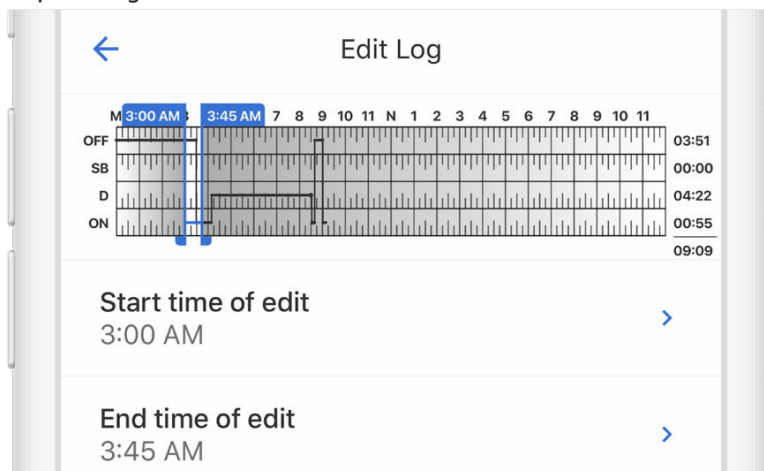 Edit Log
M 3:00 AM 3:45 AM 7 8 9 10 11 N 1 2 3 4 5 6 7 8 9 10 11
OFF 03:51
SB 00:00
D 04:22
ON 00:55
09:09
Start time of edit
3:00 AM
End time of edit
3:45 AM